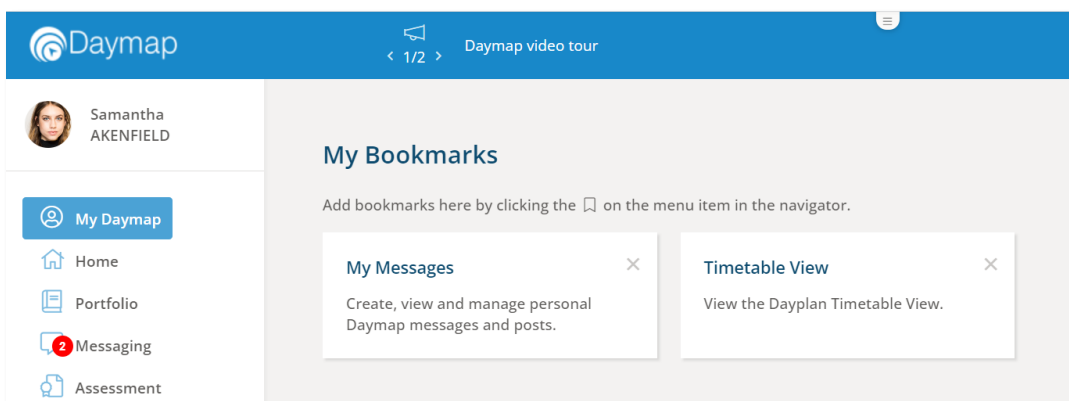 Daymap
< 1/2 >
Daymap video tour
Samantha
AKENFIELD
My Daymap
Home
Portfolio
2
Messaging
Assessment
My Bookmarks
Add bookmarks here by clicking the on the menu item in the navigator.
My Messages
Create, view and manage personal
Daymap messages and posts.
Timetable View
View the Dayplan Timetable View.